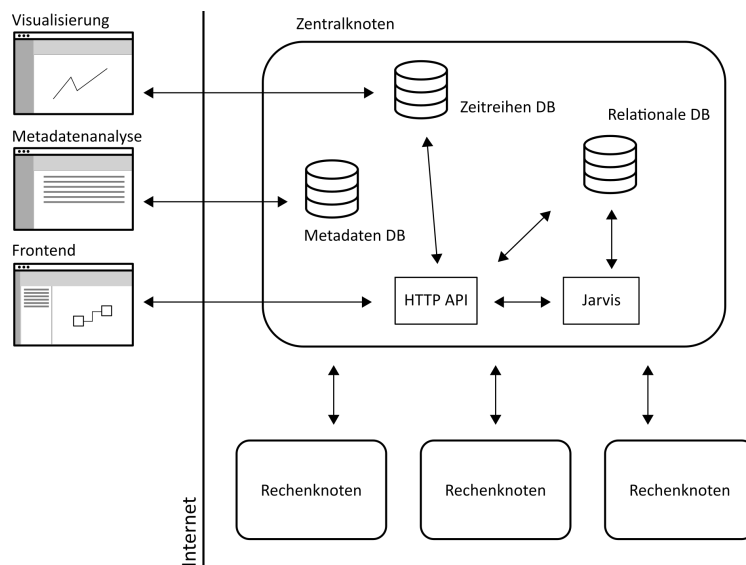 Visualisierung
Zentralknoten
Zeitreihen DB
Relationale DB
Metadatenanalyse
Metadaten DB
Frontend
HTTP API
Jarvis
Rechenknoten
Rechenknoten
Rechenknoten
Internet